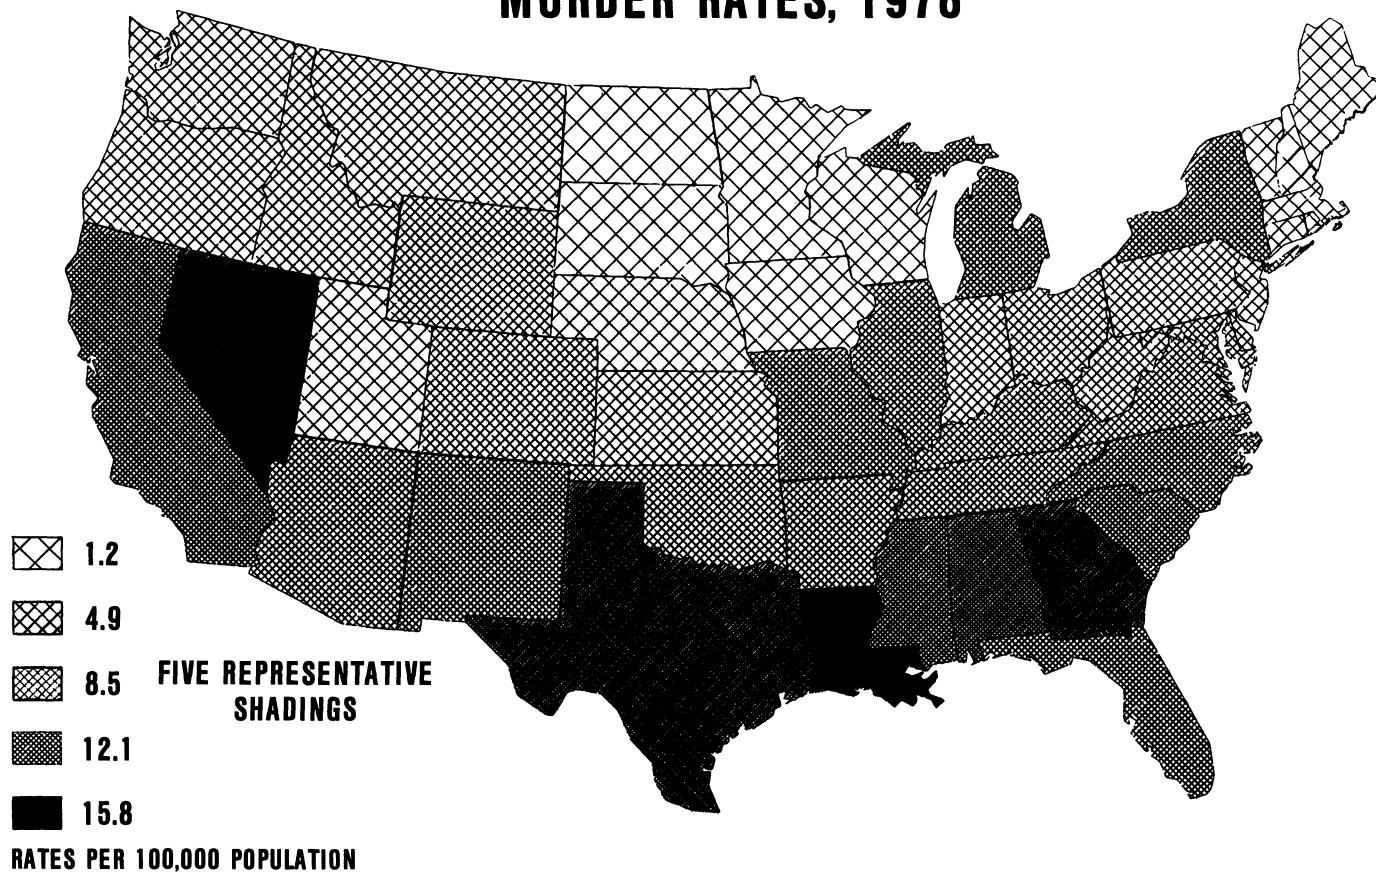 MURDER RATES, 1978
1.2
4.9
8.5
FIVE REPRESENTATIVE
SHADINGS
12.1
15.8
RATES PER 100,000 POPULATION